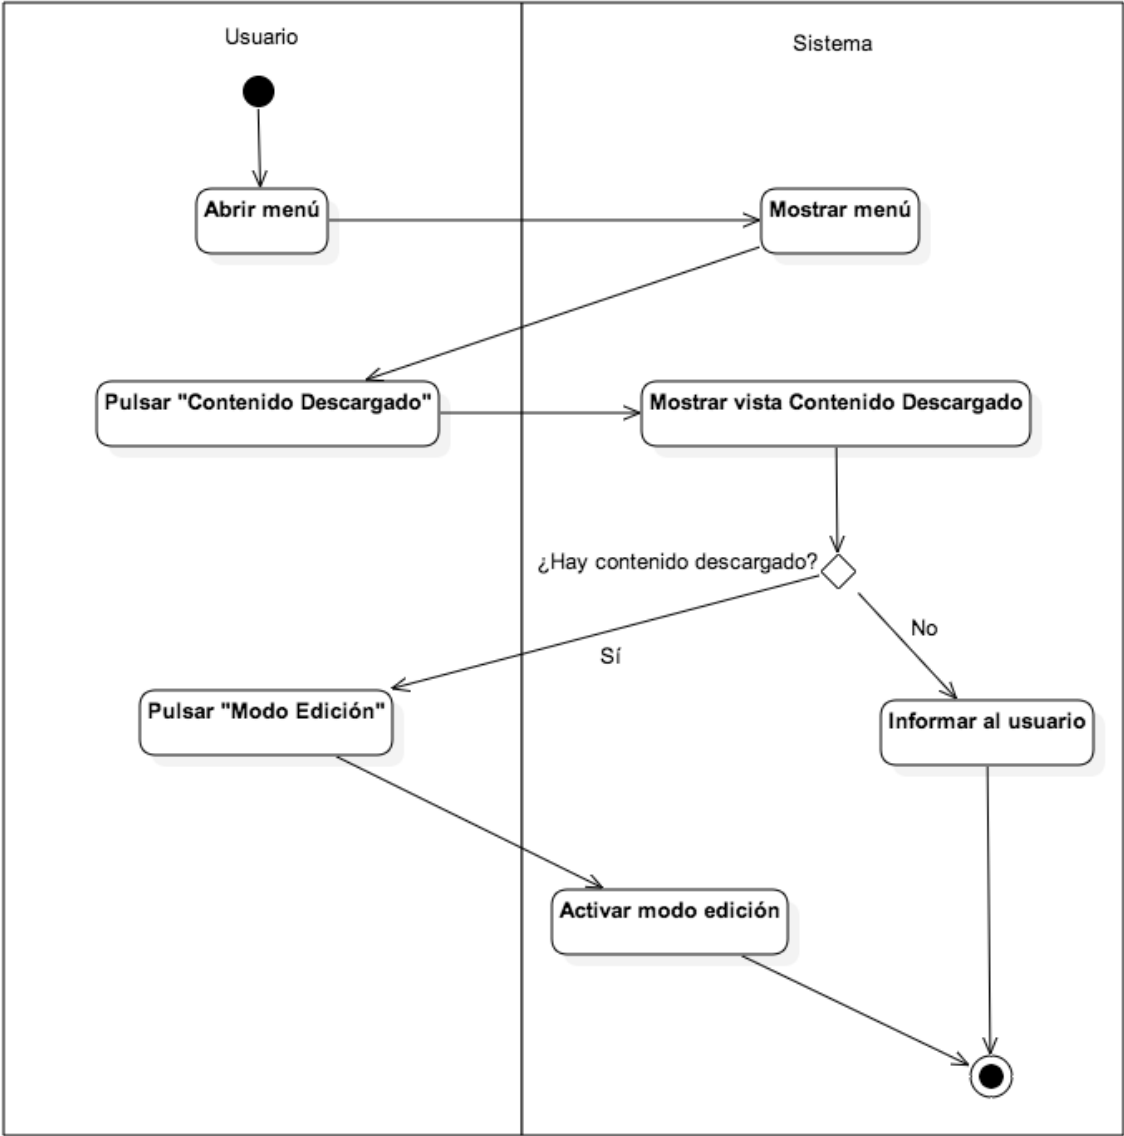 Usuario
Sistema
Abrir menú
Mostrar menú
Pulsar "Contenido Descargado"
Mostrar vista Contenido Descargado
¿Hay contenido descargado?
No
Sí
Pulsar "Modo Edición"
Informar al usuario
Activar modo edición